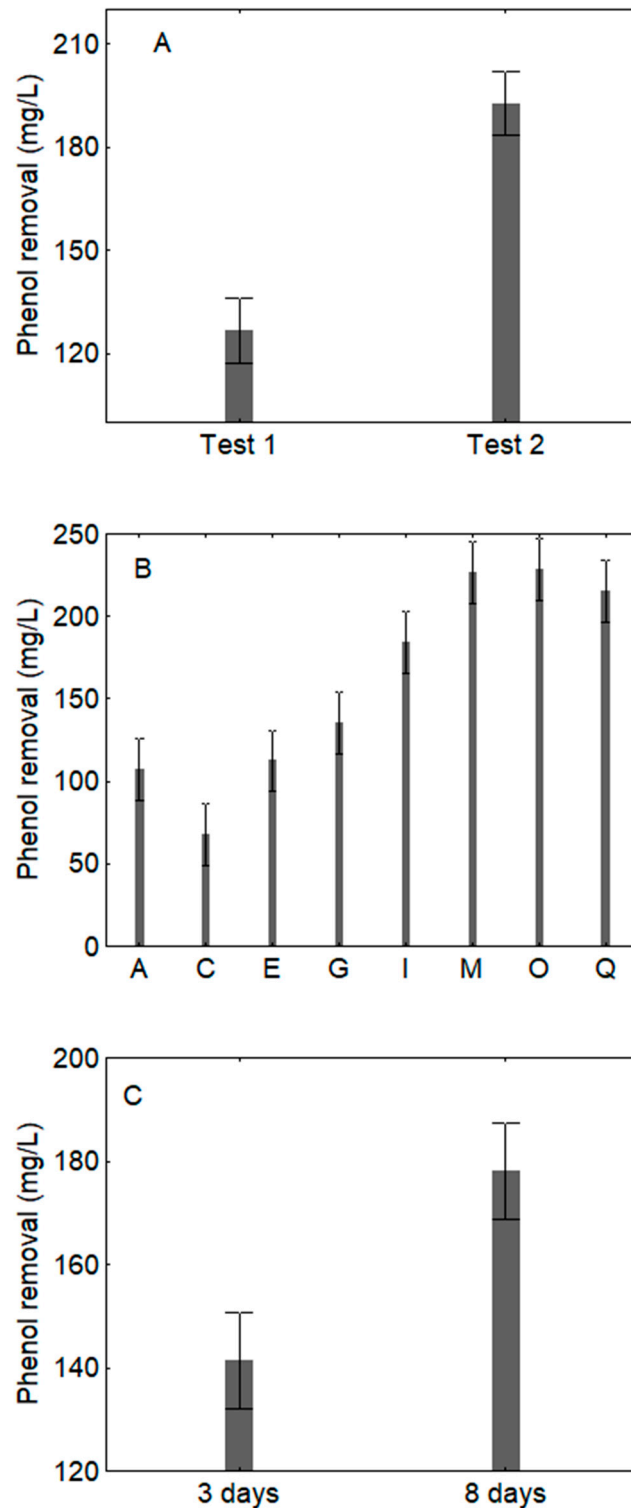 A
Phenol removal (mg/L)
210
180
150
120
Test 1 Test 2
B
Phenol removal (mg/L)
250
200
150
100
50
0
A C E G I M O Q
C
Phenol removal (mg/L)
200
180
160
140
120
3 days 8 days